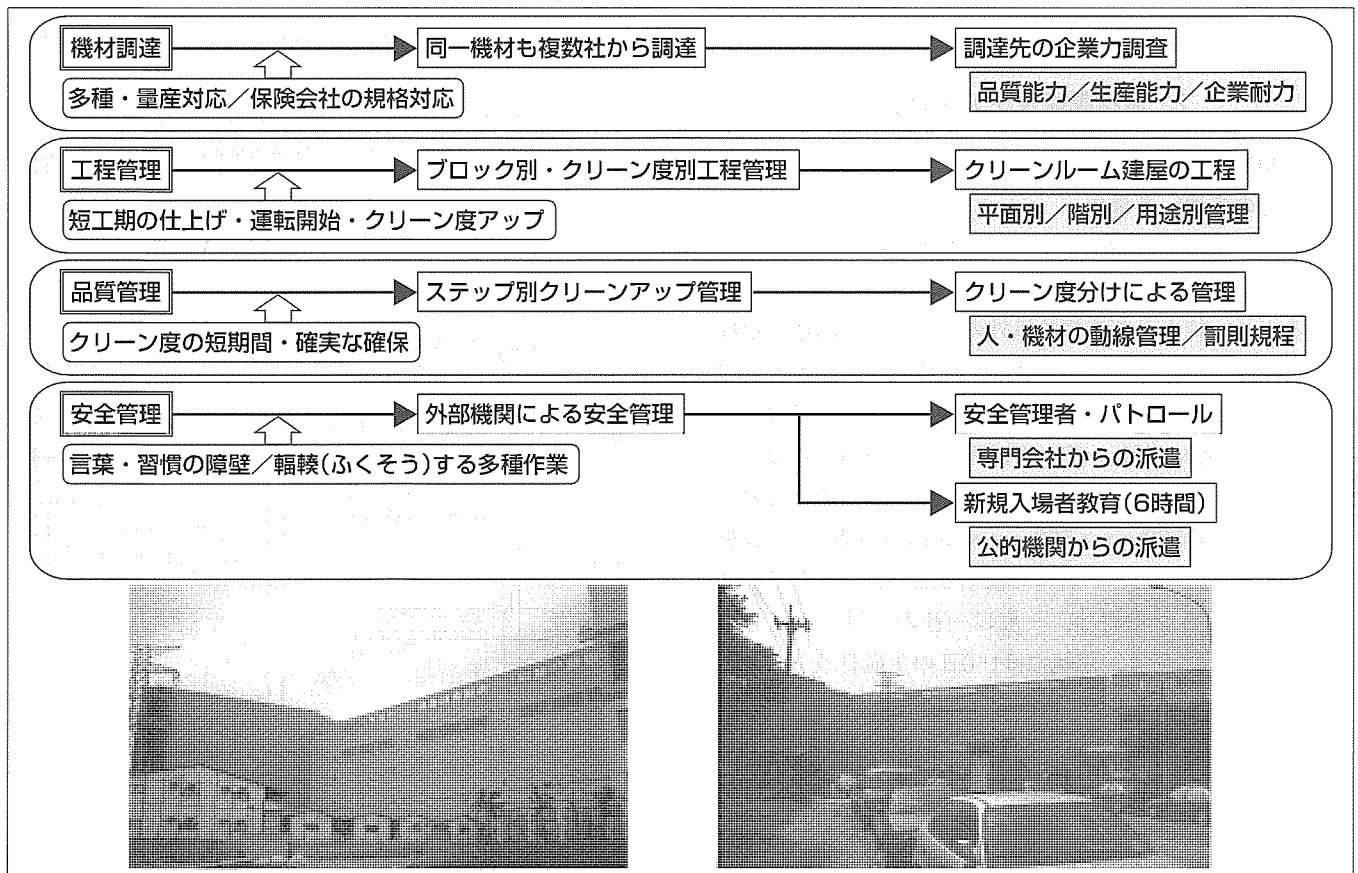 機材調達
同一機材も複数社から調達
調達先の企業力調査
多種・量産対応／保険会社の規格対応
品質能力／生産能力／企業耐力
工程管理
ブロック別・クリーン度別工程管理
クリーンルーム建屋の工程
短工期の仕上げ・運転開始・クリーン度アップ
平面別／階別／用途別管理
品質管理
ステップ別クリーンアップ管理
クリーン度分けによる管理
クリーン度の短期間・確実な確保
人・機材の動線管理／罰則規程
安全管理
外部機関による安全管理
安全管理者・パトロール
言葉・習慣の障壁／輻輳(ふくそう)する多種作業
専門会社からの派遣
新規入場者教育(6時間)
公的機関からの派遣